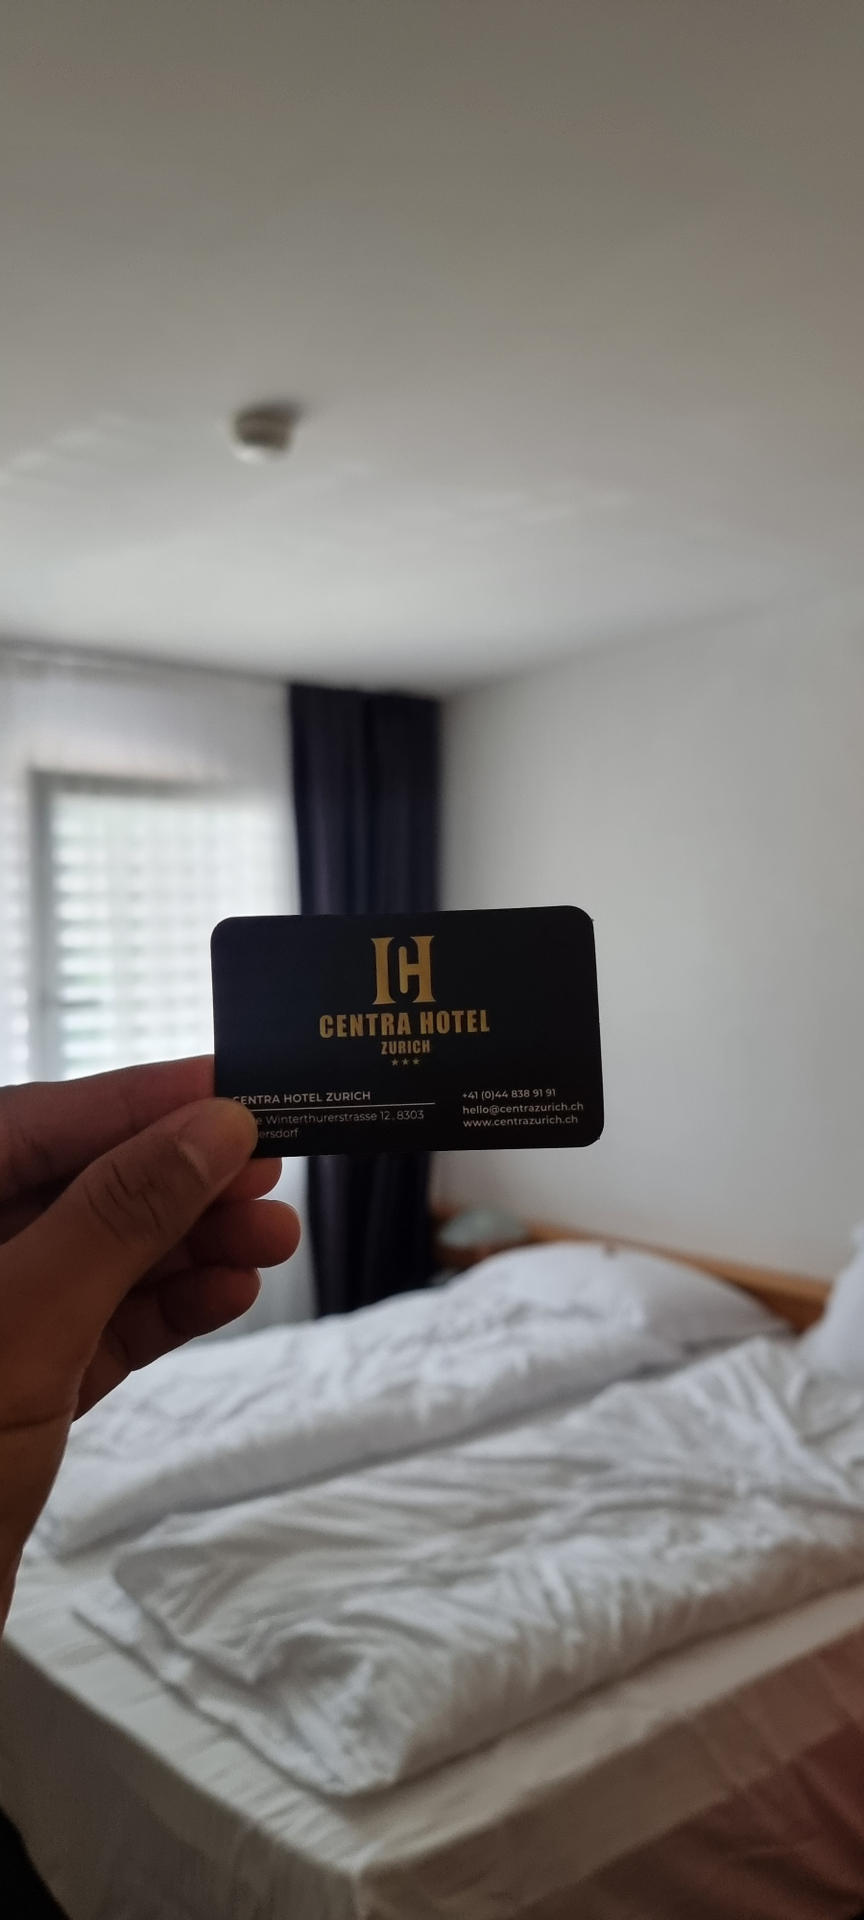 CH
CENTRA HOTEL
ZURICH
CENTRA HOTEL ZURICH
Winterthurerstrasse 12, 8303
+41 (0)44 838 91 91
hello@centrazurich.ch
www.centrazurich.ch